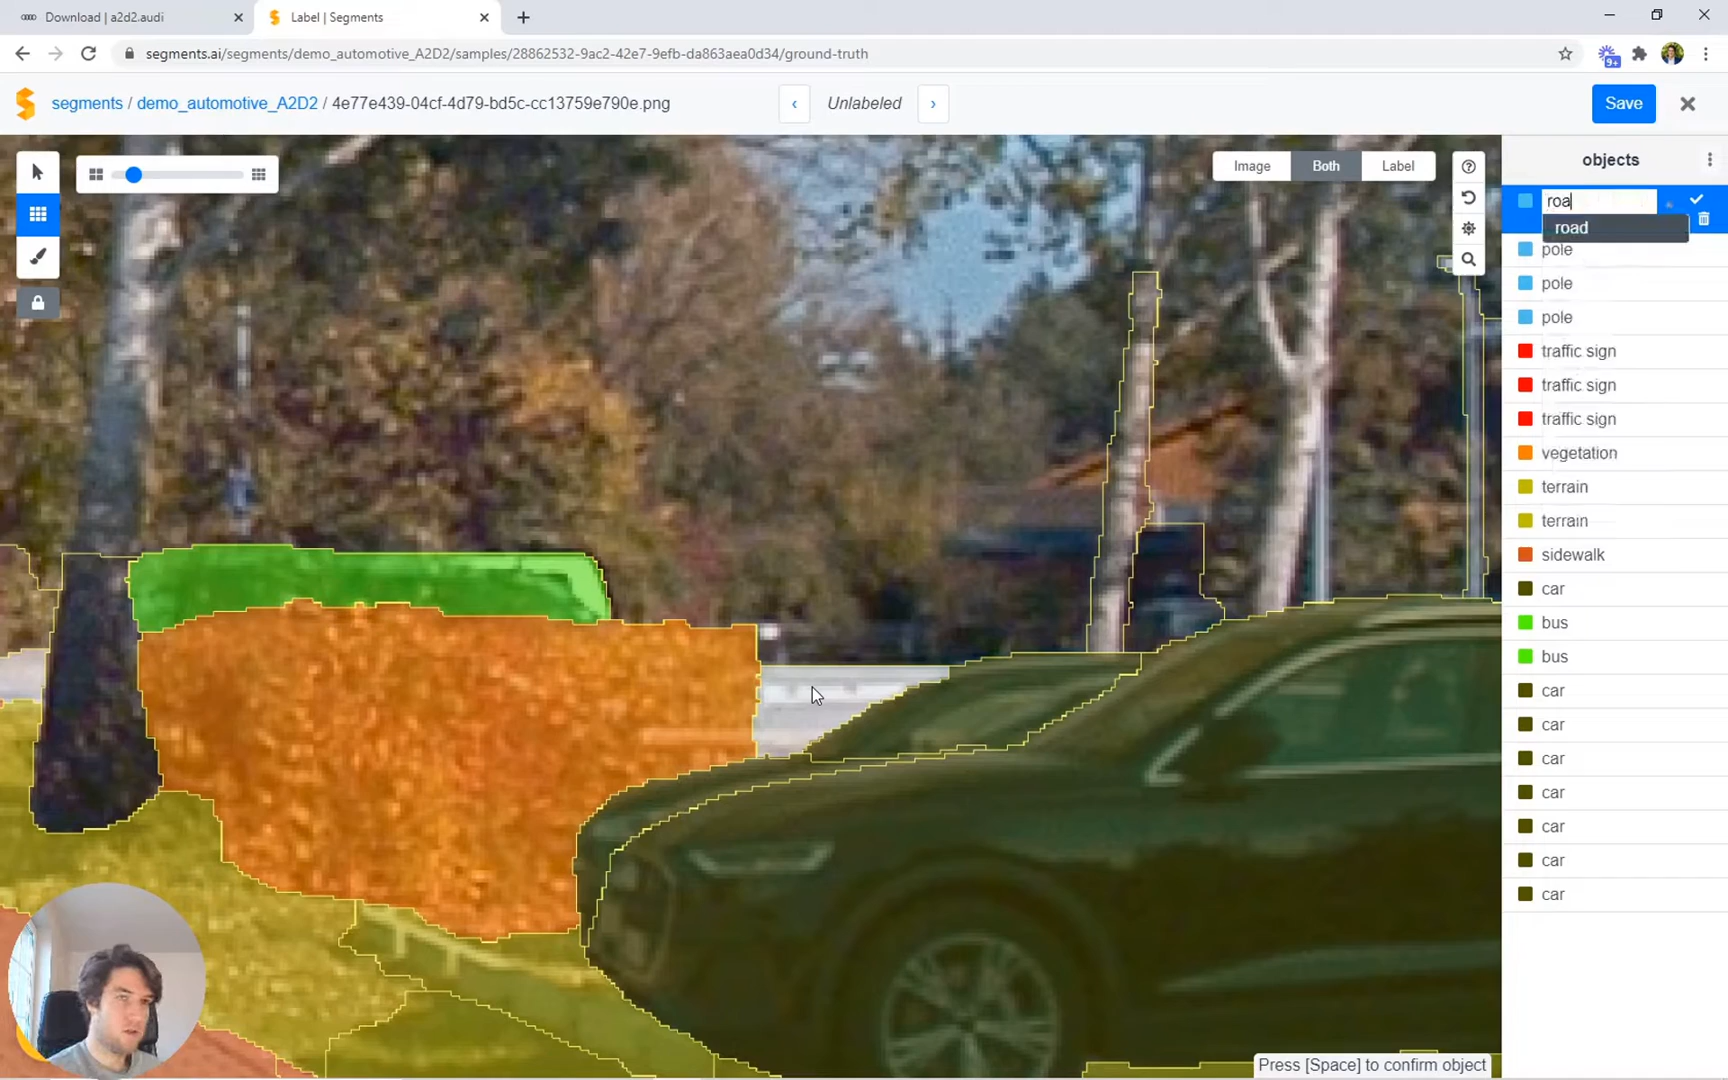 Download | a2d2.audi
Label | Segments
segments.ai/segments/demo_automotive_A2D2/samples/28862532-9ac2-42e7-9efb-da863aea0d34/ground-truth
9+
segments / demo_automotive_A2D2 / 4e77e439-04cf-4d79-bd5c-cc13759e790e.png
Unlabeled
Save
Image
Both
Label
objects
roa
road
pole
pole
pole
traffic sign
traffic sign
traffic sign
vegetation
terrain
terrain
sidewalk
car
bus
bus
car
car
car
car
car
car
car
Press [Space] to confirm object